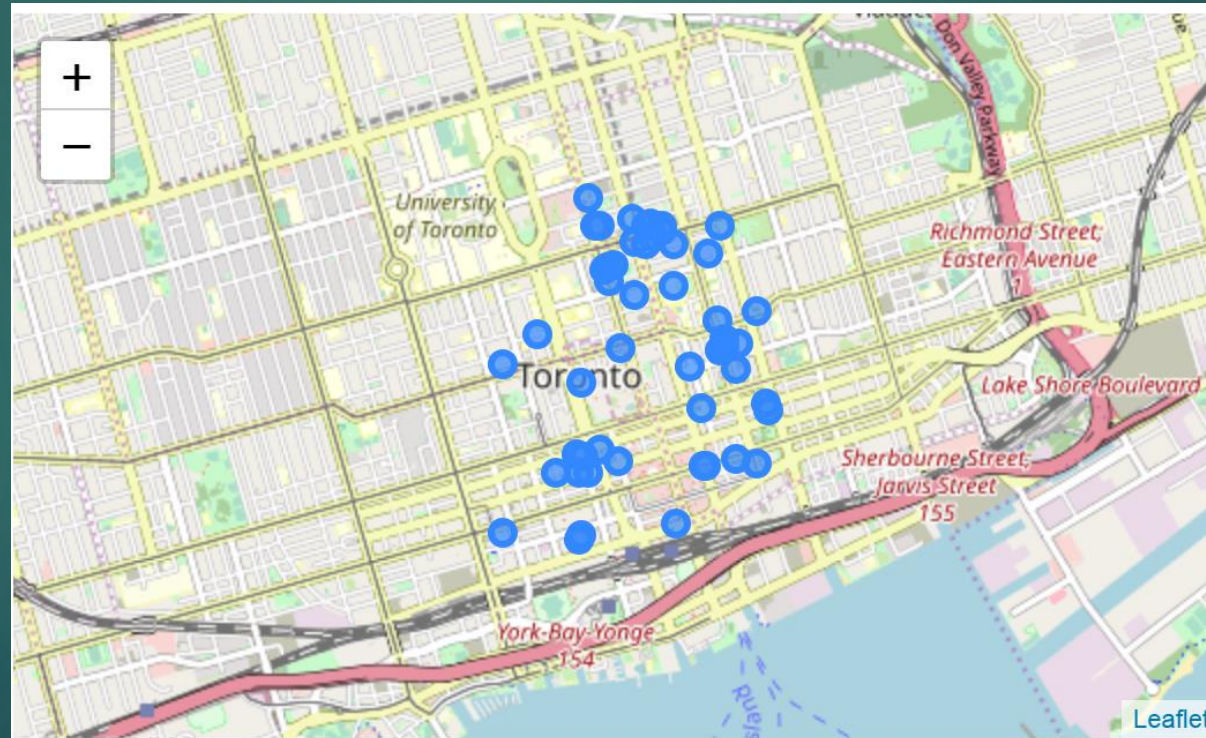 +
−
University
of Toronto
Don Valley Parkway
Richmond Street;
Eastern Avenue
1
Toronto
Lake Shore Boulevard
Sherbourne Street;
Jarvis Street
155
York-Bay-Yonge
154
Leaflet